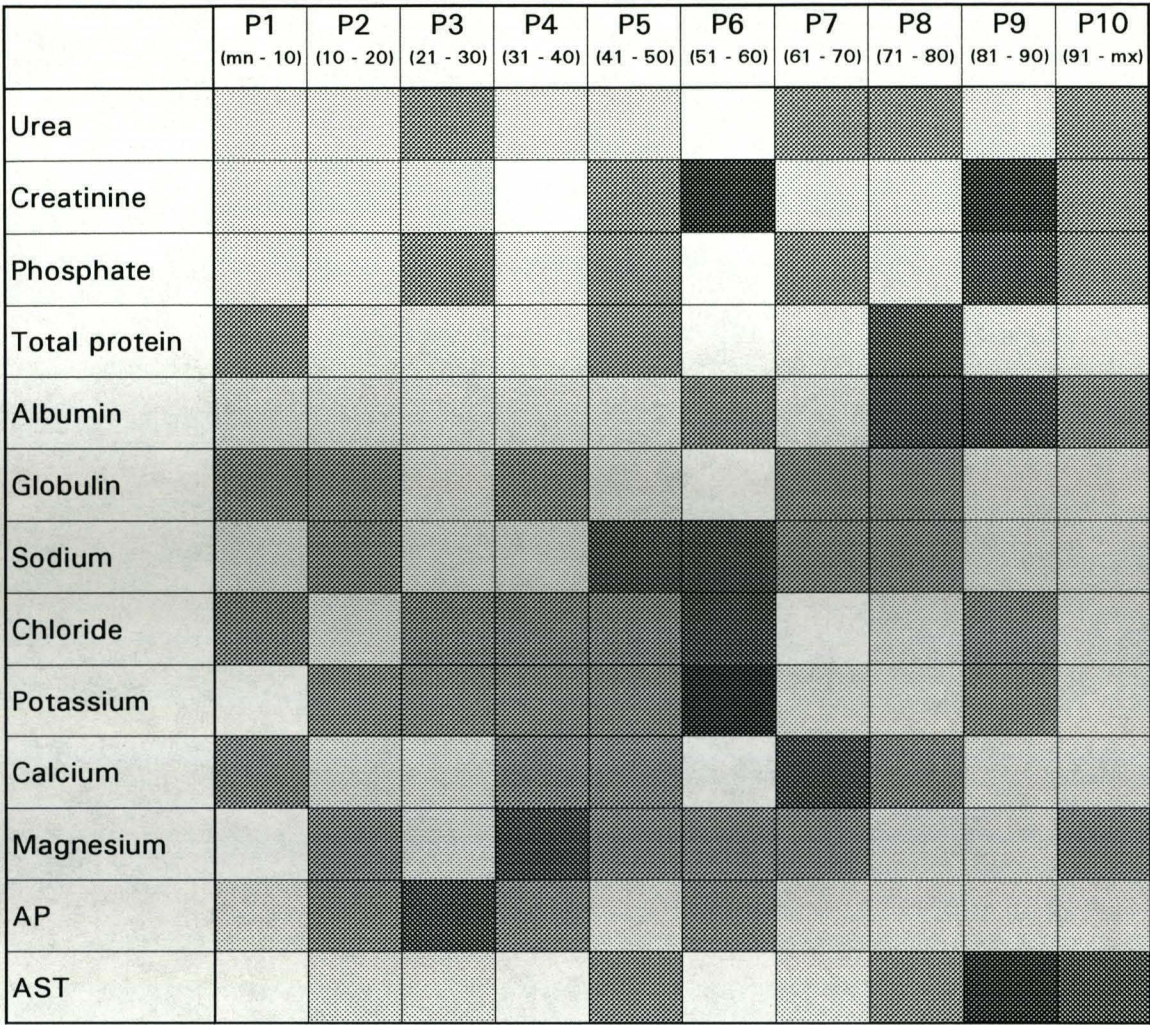 P1 P2 P3 P4 P5 P6 P7 P8 P9 P10
(mn - 10) (10 - 20) (21 - 30) (31 - 40) (41 - 50) (51 - 60) (61 - 70) (71 - 80) (81 - 90) (91 - mx)
Urea
Creatinine
Phosphate
Total protein
Albumin
Globulin
Sodium
Chloride
Potassium
Calcium
Magnesium
AP
AST